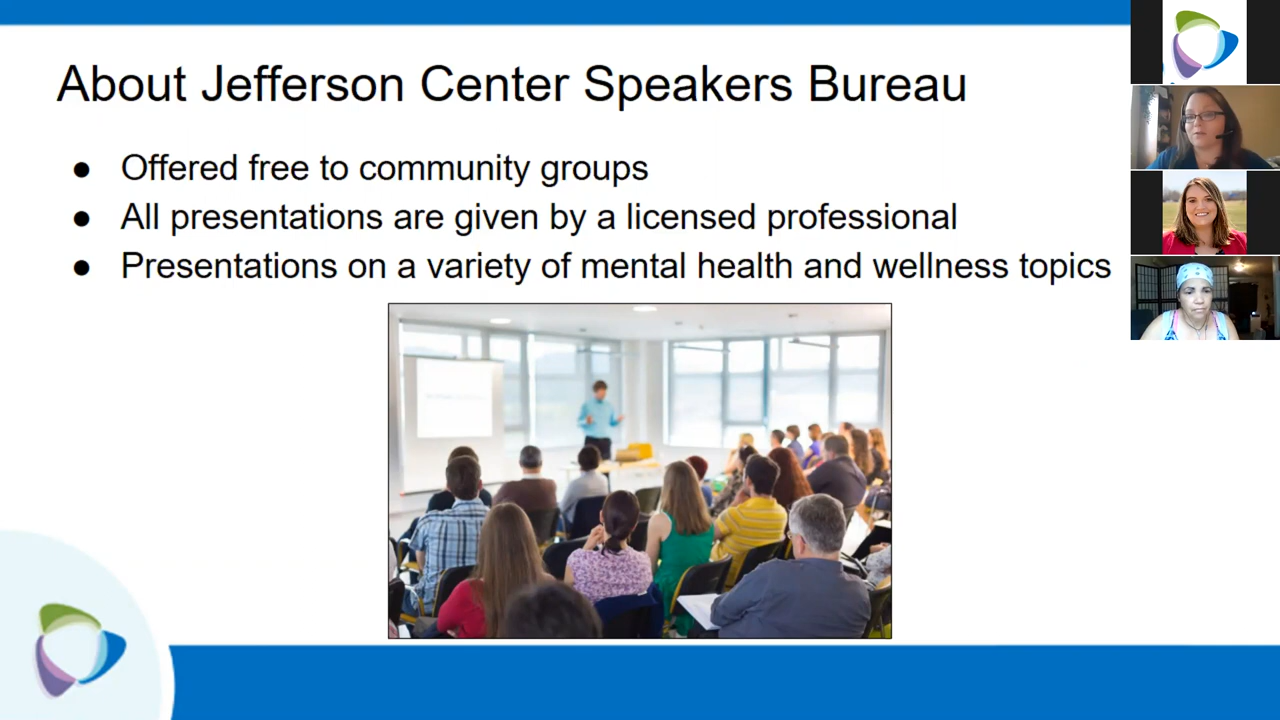 About Jefferson Center Speakers Bureau
● Offered free to community groups
● All presentations are given by a licensed professional
● Presentations on a variety of mental health and wellness topics